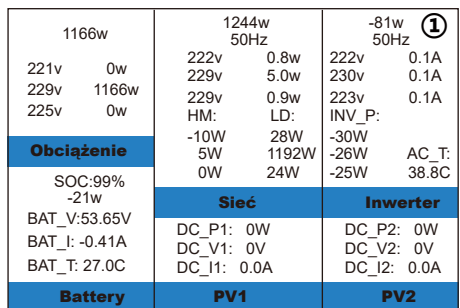 1166w
221v 0w
229v 1166w
225v 0w
Obciążenie
SOC:99%
-21w
BAT_V:53.65V
BAT_I: -0.41A
BAT_T: 27.0C
Battery
1244w
50Hz
222v 0.8w
229v 5.0w
229v 0.9w
HM: LD:
-10W 28W
5W 1192W
0W 24W
Sieć
DC_P1: 0W
DC_V1: 0V
DC_I1: 0.0A
PV1
-81w ①
50Hz
222v 0.1A
230v 0.1A
223v 0.1A
INV_P:
-30W
-26W AC_T:
-25W 38.8C
Inwerter
DC_P2: 0W
DC_V2: 0V
DC_I2: 0.0A
PV2